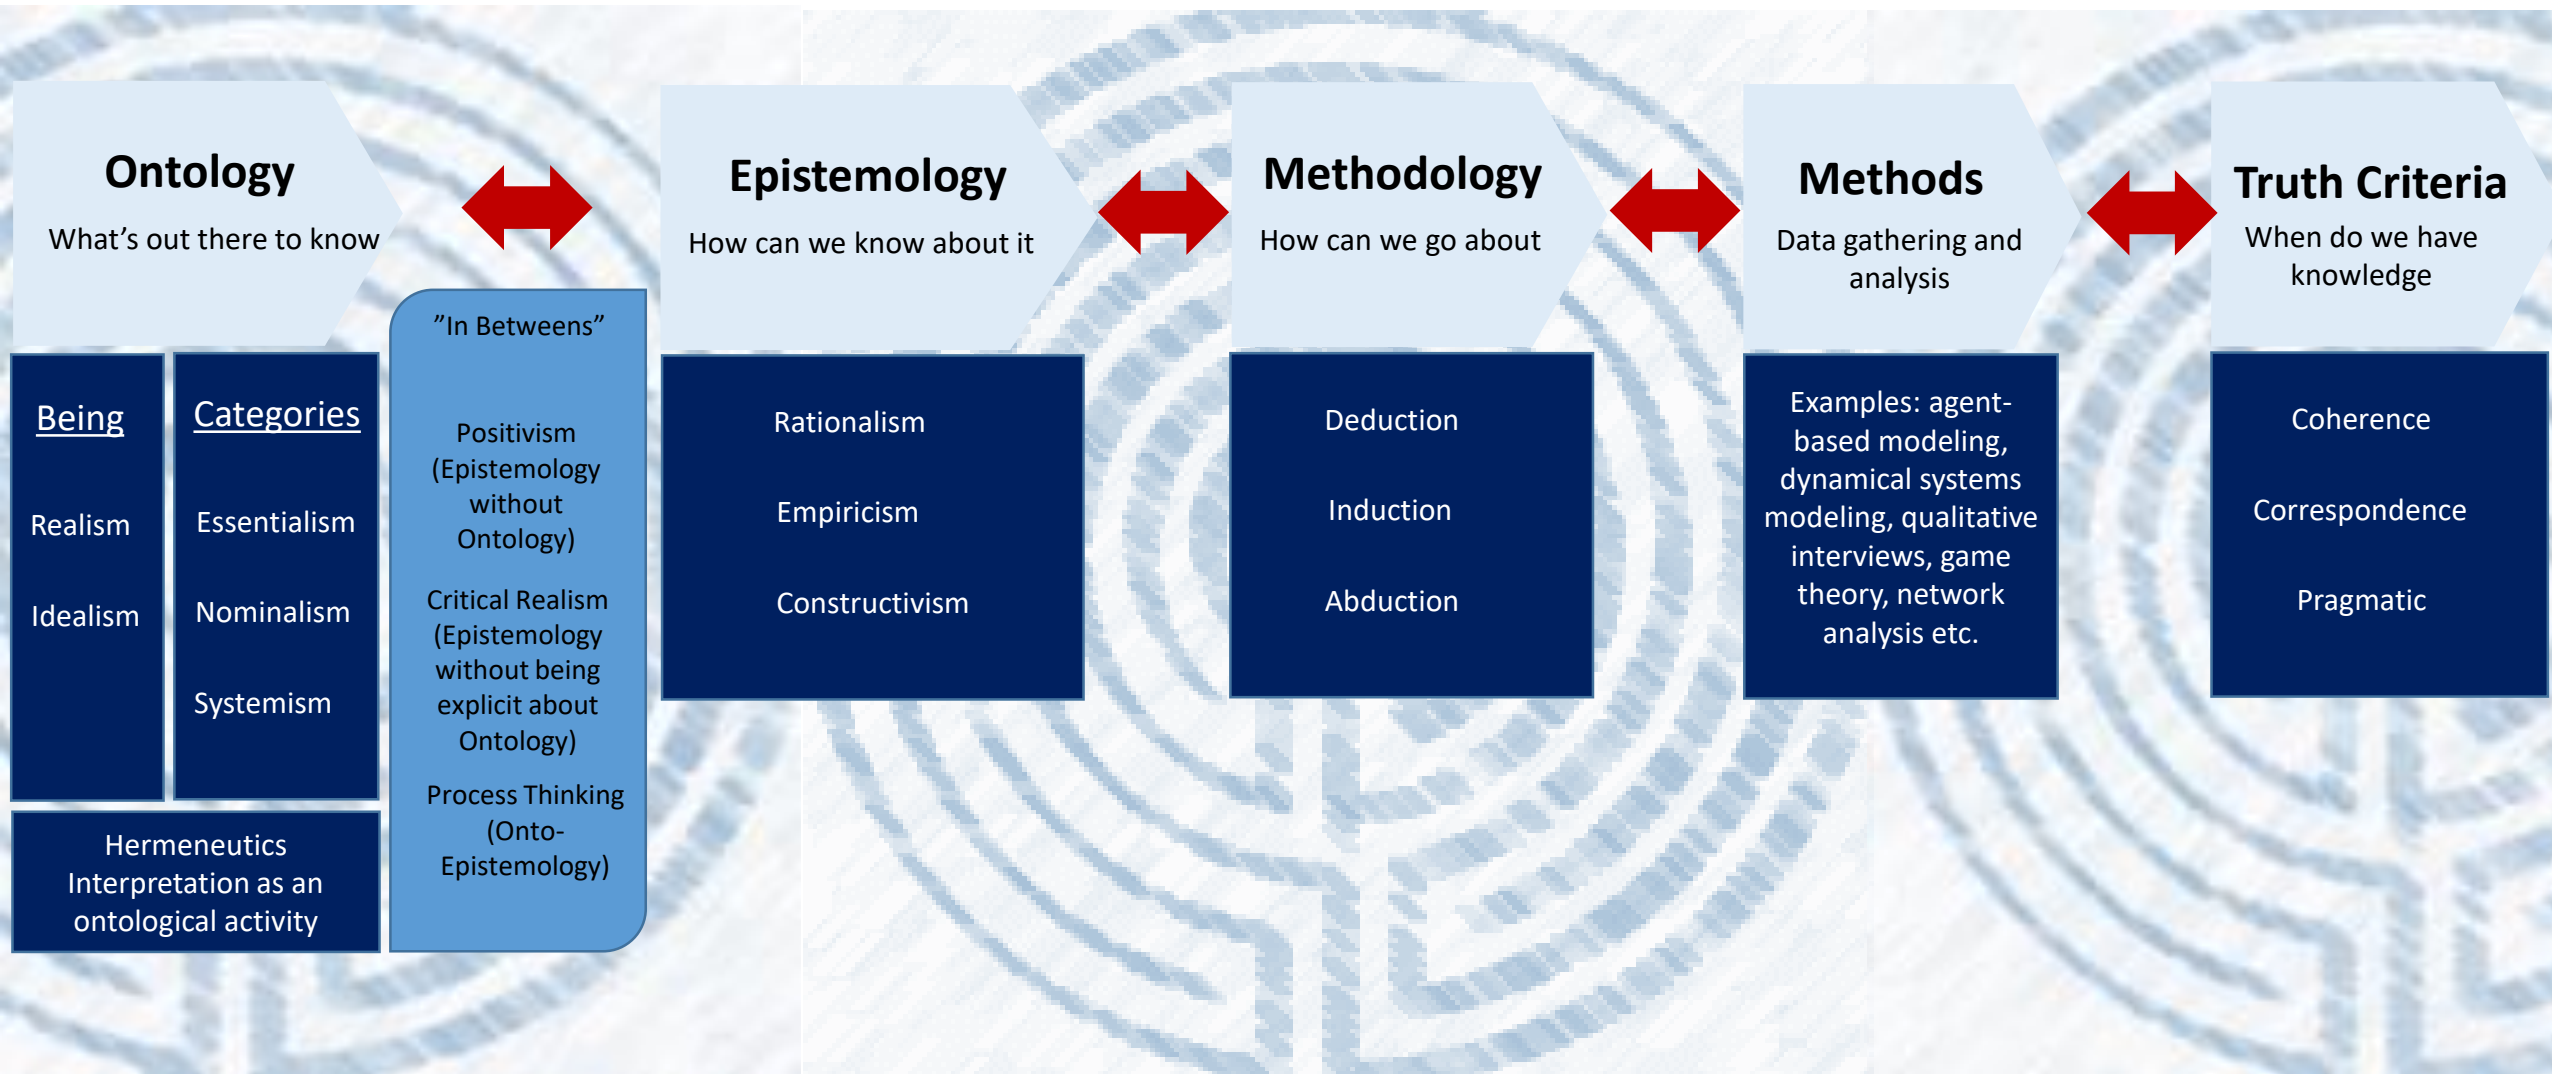 Ontology
What's out there to know
Being
Realism
Idealism
Categories
Essentialism
Nominalism
Systemism
Hermeneutics
Interpretation as an
ontological activity
”In Betweens”
Positivism
(Epistemology
without
Ontology)
Critical Realism
(Epistemology
without being
explicit about
Ontology)
Process Thinking
(Onto-
Epistemology)
Epistemology
How can we know about it
Rationalism
Empiricism
Constructivism
Methodology
How can we go about
Deduction
Induction
Abduction
Methods
Data gathering and
analysis
Examples: agent-
based modeling,
dynamical systems
modeling, qualitative
interviews, game
theory, network
analysis etc.
Truth Criteria
When do we have
knowledge
Coherence
Correspondence
Pragmatic